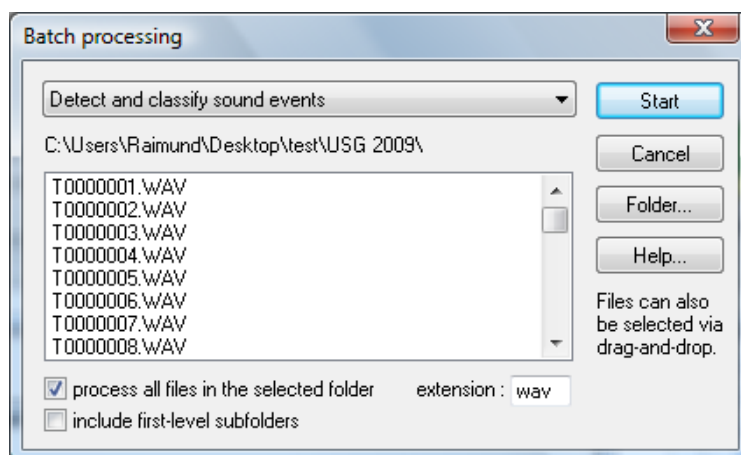 Batch processing
Detect and classify sound events
C:\Users\Raimund\Desktop\test\USG 2009\
T0000001.WAV
T0000002.WAV
T0000003.WAV
T0000004.WAV
T0000005.WAV
T0000006.WAV
T0000007.WAV
T0000008.WAV
process all files in the selected folder extension : wav
include first-level subfolders
Start
Cancel
Folder...
Help...
Files can also
be selected via
drag-and-drop.